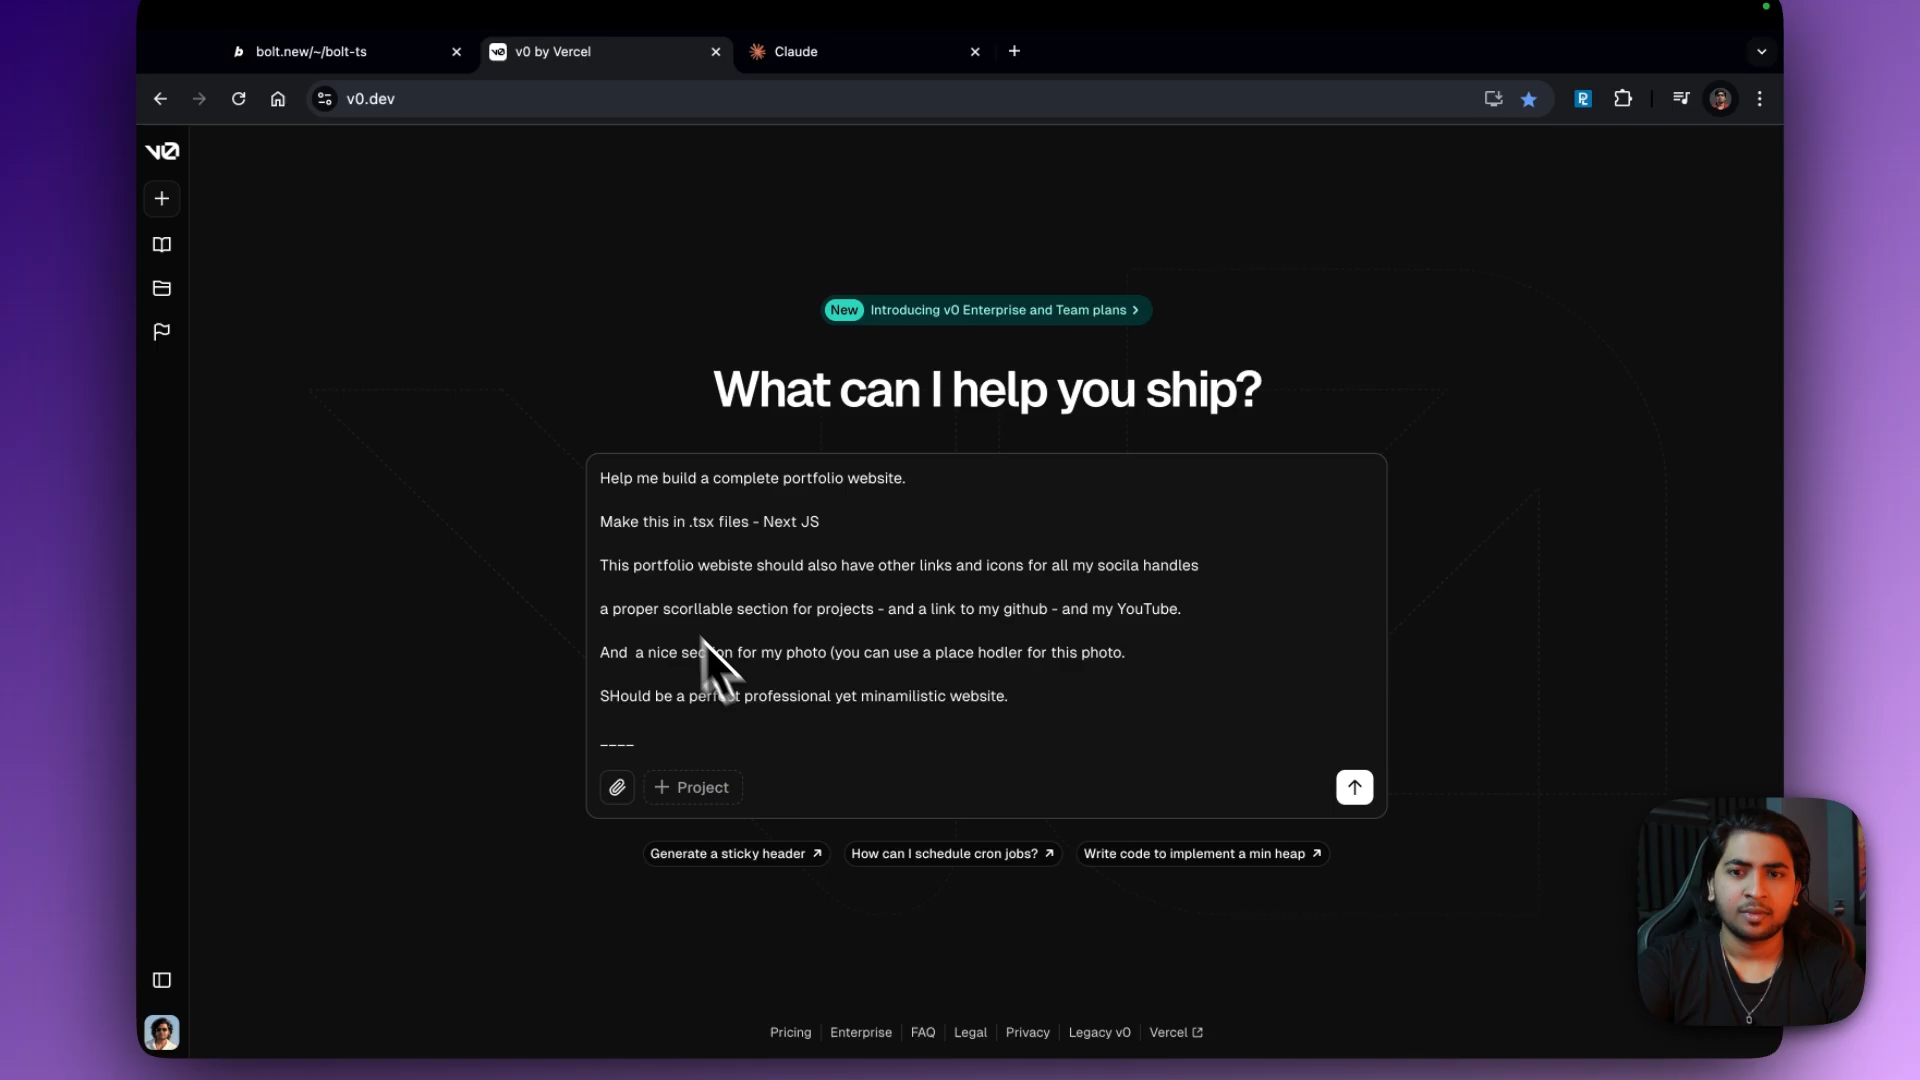 bolt.new/~/bolt-ts
v0 by Vercel
Claude
v0.dev
v0
New Introducing v0 Enterprise and Team plans
What can I help you ship?
Help me build a complete portfolio website.
Make this in .tsx files - Next JS
This portfolio webiste should also have other links and icons for all my socila handles
a proper scorllable section for projects - and a link to my github - and my YouTube.
And a nice section for my photo (you can use a place hodler for this photo.
SHould be a perfect professional yet minamilistic website.
____
+ Project
Generate a sticky header
How can I schedule cron jobs?
Write code to implement a min heap
Pricing
Enterprise
FAQ
Legal
Privacy
Legacy v0
Vercel